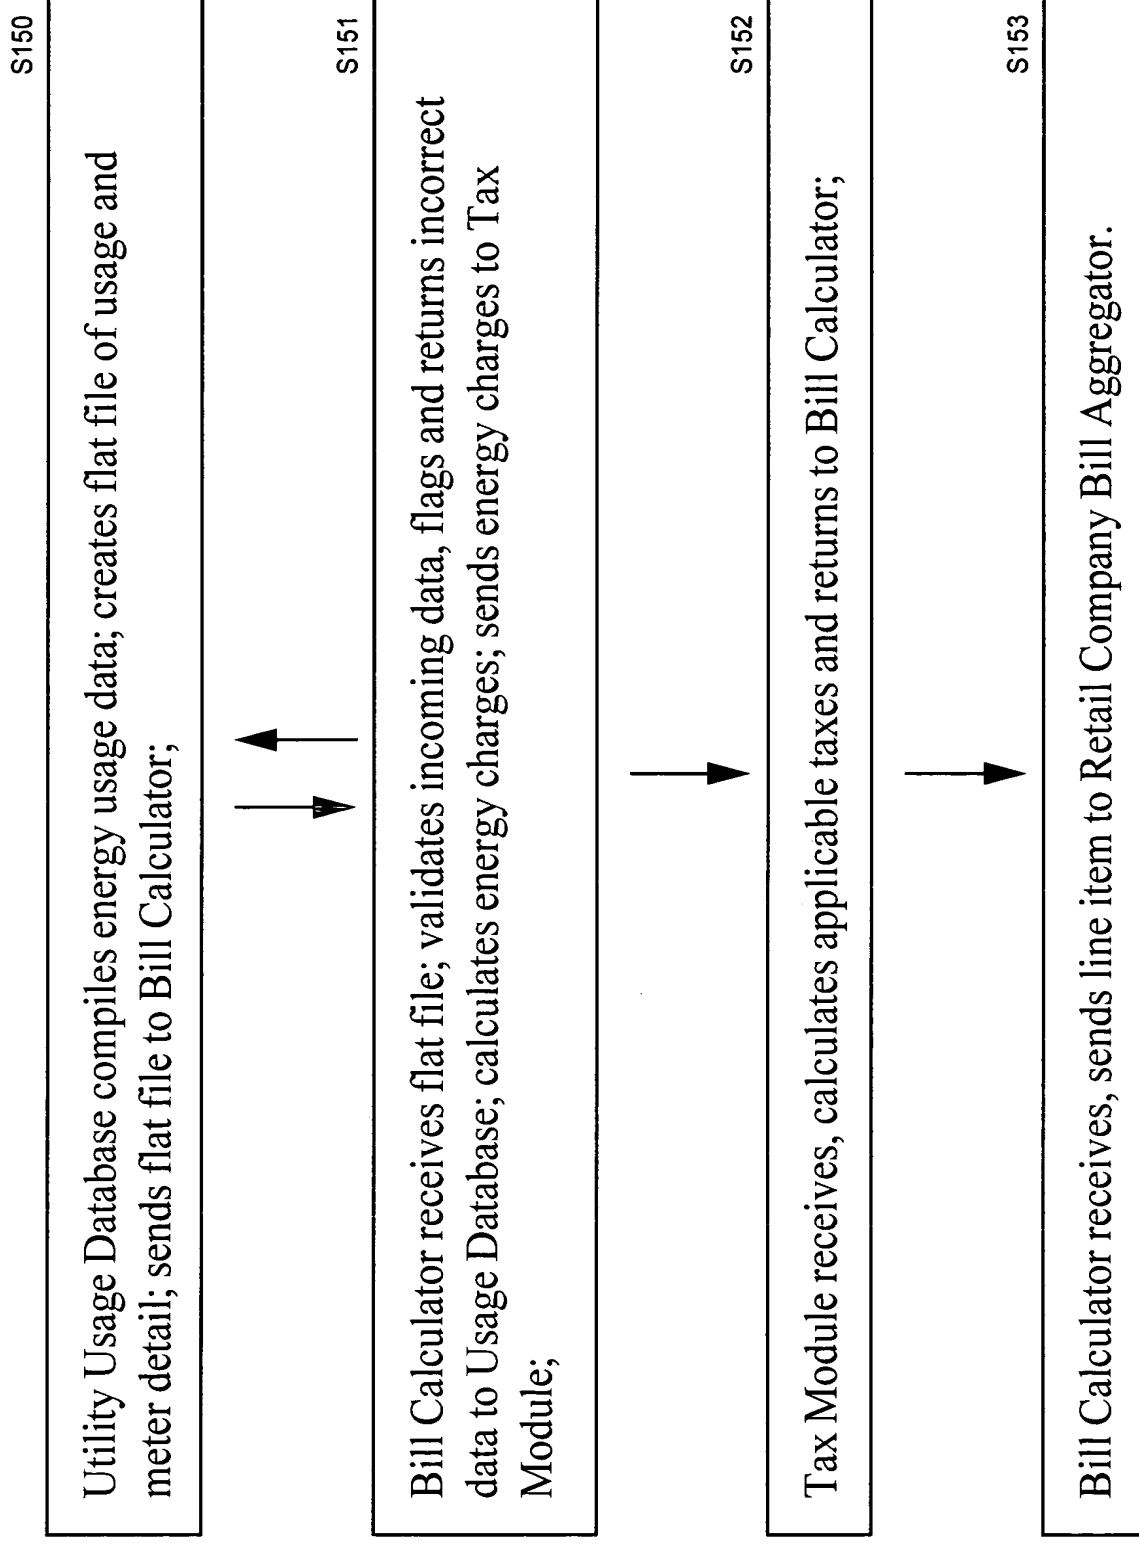 S150
Utility Usage Database compiles energy usage data; creates flat file of usage and
meter detail; sends flat file to Bill Calculator;
S151
Bill Calculator receives flat file; validates incoming data, flags and returns incorrect
data to Usage Database; calculates energy charges; sends energy charges to Tax
Module;
S152
Tax Module receives, calculates applicable taxes and returns to Bill Calculator;
S153
Bill Calculator receives, sends line item to Retail Company Bill Aggregator.